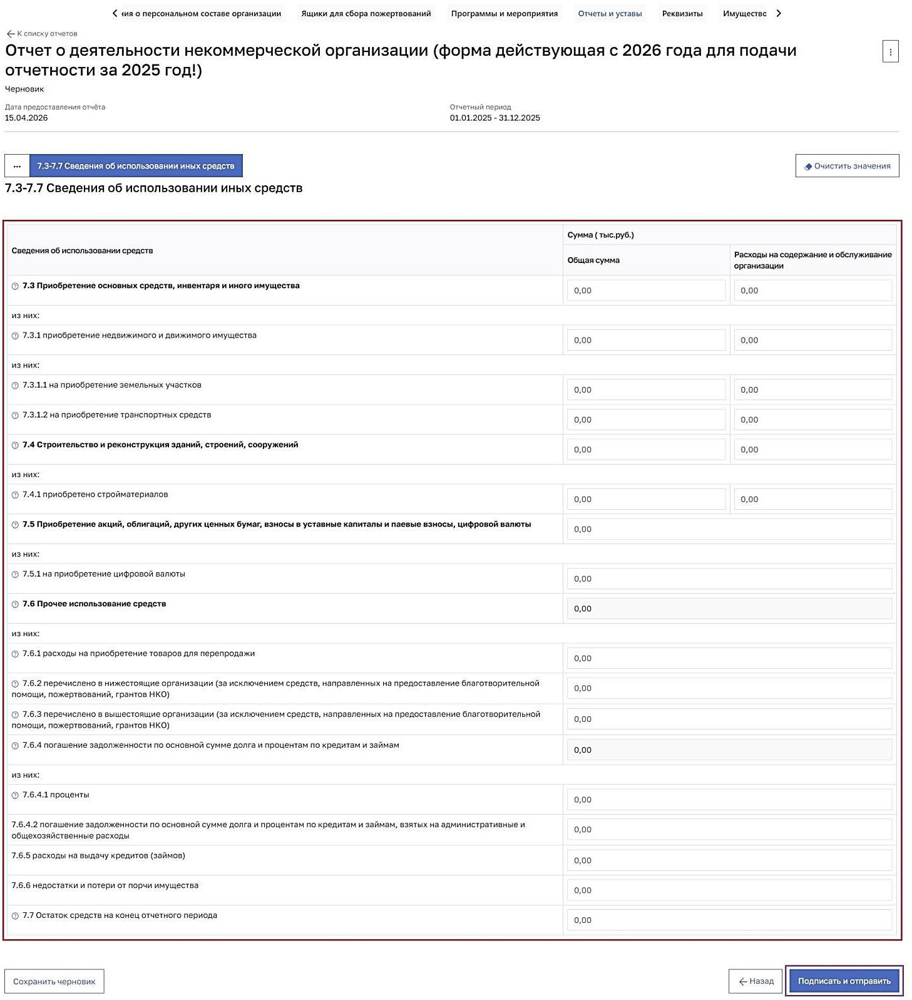 ния о персональном составе организации
Ящики для сбора пожертвований
Программы и мероприятия
Отчеты и уставы
Реквизиты
Имущество
К списку отчетов
Отчет о деятельности некоммерческой организации (форма действующая с 2026 года для подачи
отчетности за 2025 год!)
Черновик
Дата предоставления отчёта
15.04.2026
Отчетный период
01.01.2025 - 31.12.2025
...
7.3-7.7 Сведения об использовании иных средств
Очистить значения
7.3-7.7 Сведения об использовании иных средств
Сведения об использовании средств
Сумма ( тыс.руб.)
Общая сумма
Расходы на содержание и обслуживание
организации
7.3 Приобретение основных средств, инвентаря и иного имущества
0,00
0,00
из них:
7.3.1 приобретение недвижимого и движимого имущества
0,00
0,00
из них:
7.3.1.1 на приобретение земельных участков
0,00
0,00
7.3.1.2 на приобретение транспортных средств
0,00
0,00
7.4 Строительство и реконструкция зданий, строений, сооружений
0,00
0,00
из них:
7.4.1 приобретено стройматериалов
0,00
0,00
7.5 Приобретение акций, облигаций, других ценных бумаг, взносы в уставные капиталы и паевые взносы, цифровой валюты
0,00
из них:
7.5.1 на приобретение цифровой валюты
0,00
7.6 Прочее использование средств
0,00
из них:
7.6.1 расходы на приобретение товаров для перепродажи
0,00
7.6.2 перечислено в нижестоящие организации (за исключением средств, направленных на предоставление благотворительной
помощи, пожертвований, грантов НКО)
0,00
7.6.3 перечислено в вышестоящие организации (за исключением средств, направленных на предоставление благотворительной
помощи, пожертвований, грантов НКО)
0,00
7.6.4 погашение задолженности по основной сумме долга и процентам по кредитам и займам
0,00
из них:
7.6.4.1 проценты
0,00
7.6.4.2 погашение задолженности по основной сумме долга и процентам по кредитам и займам, взятых на административные и
общехозяйственные расходы
0,00
7.6.5 расходы на выдачу кредитов (займов)
0,00
7.6.6 недостатки и потери от порчи имущества
0,00
7.7 Остаток средств на конец отчетного периода
0,00
Сохранить черновик
Назад
Подписать и отправить